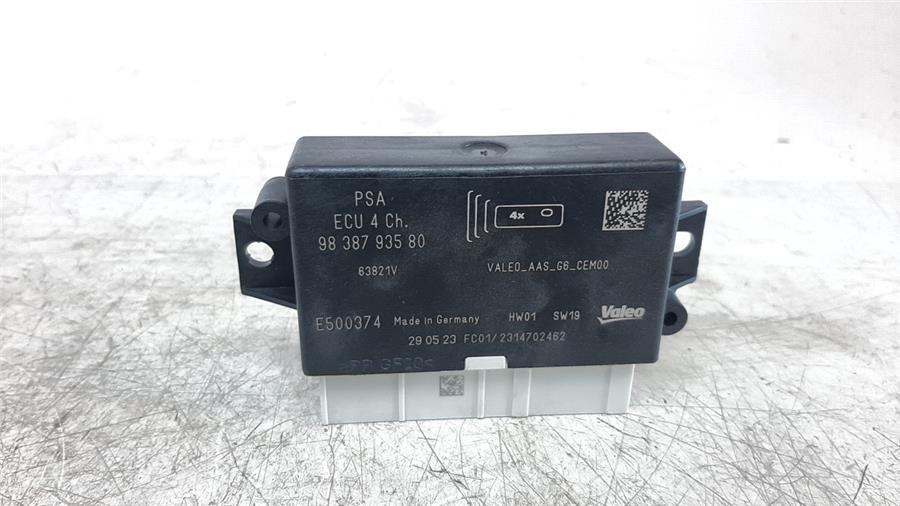 PSA
ECU 4 Ch.
98 387 935 80
4x
63821V
VALEO_AAS_G6_CEM00
E500374 Made in Germany HW01 SW19 Valeo
29 05 23 FC01/2314702462